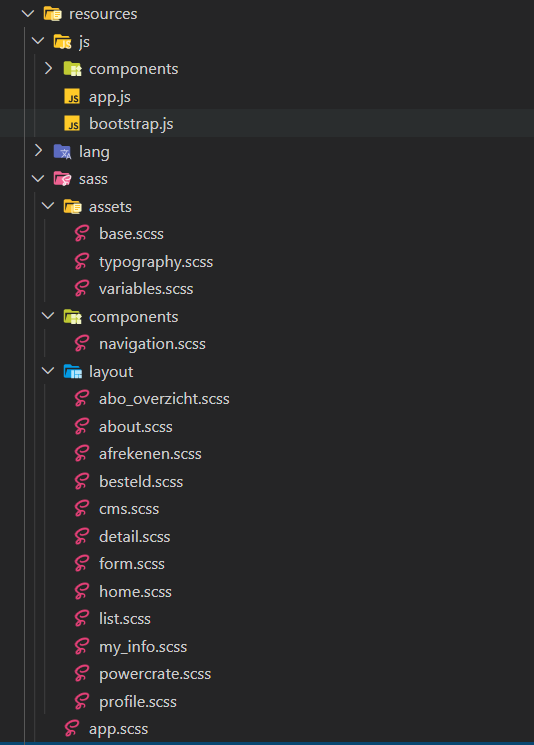 resources
js
components
app.js
bootstrap.js
lang
sass
assets
base.scss
typography.scss
variables.scss
components
navigation.scss
layout
abo_overzicht.scss
about.scss
afrekenen.scss
besteld.scss
cms.scss
detail.scss
form.scss
home.scss
list.scss
my_info.scss
powercrate.scss
profile.scss
app.scss